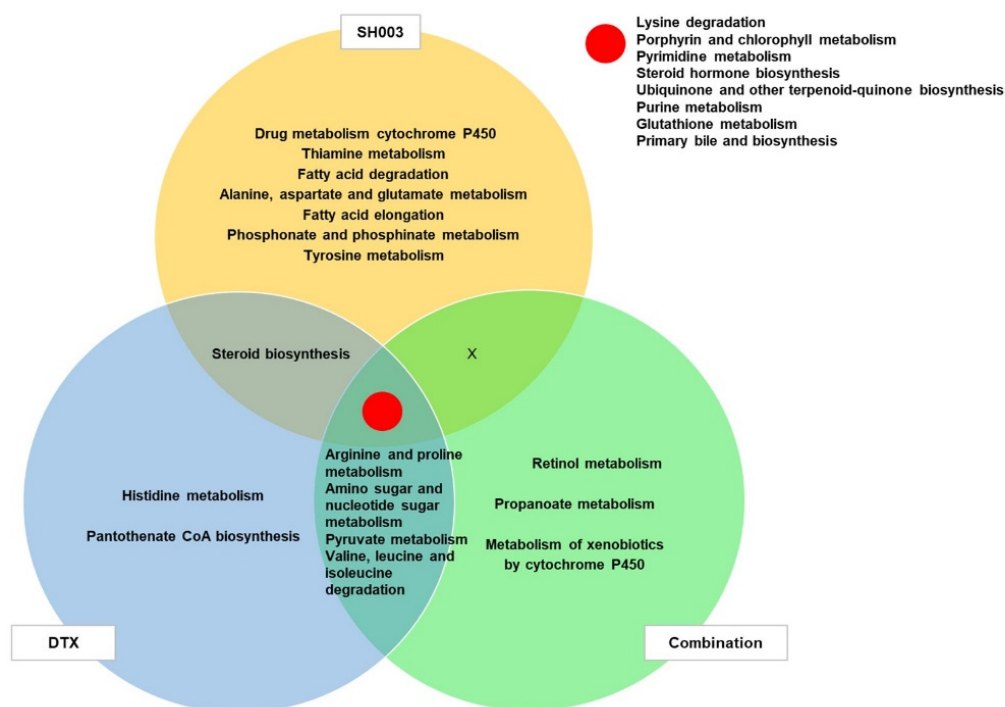 SH003
Lysine degradation
Porphyrin and chlorophyll metabolism
Pyrimidine metabolism
Steroid hormone biosynthesis
Ubiquinone and other terpenoid-quinone biosynthesis
Purine metabolism
Glutathione metabolism
Primary bile and biosynthesis
Drug metabolism cytochrome P450
Thiamine metabolism
Fatty acid degradation
Alanine, aspartate and glutamate metabolism
Fatty acid elongation
Phosphonate and phosphinate metabolism
Tyrosine metabolism
Steroid biosynthesis
X
Arginine and proline
metabolism
Amino sugar and
nucleotide sugar
metabolism
Pyruvate metabolism
Valine, leucine and
isoleucine
degradation
Histidine metabolism
Pantothenate CoA biosynthesis
Retinol metabolism
Propanoate metabolism
Metabolism of xenobiotics
by cytochrome P450
DTX
Combination